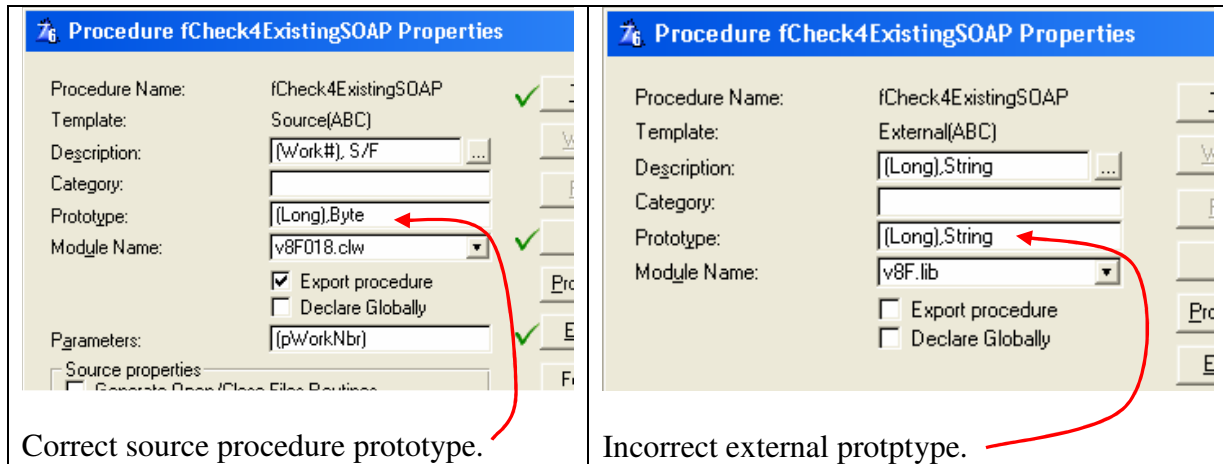 Procedure fCheck4ExistingSOAP Properties
Procedure Name: fCheck4ExistingSOAP
Template: Source(ABC)
Description: (Work#), S/F ...
Category:
Prototype: (Long),Byte
Module Name: v8F018.clw
Export procedure
Declare Globally
Parameters: (pWorkNbr)
Source properties
Correct source procedure prototype.
Procedure fCheck4ExistingSOAP Properties
Procedure Name: fCheck4ExistingSOAP
Template: External(ABC)
Description: (Long),String ...
Category:
Prototype: (Long),String
Module Name: v8F.lib
Export procedure
Declare Globally
Incorrect external protptype.